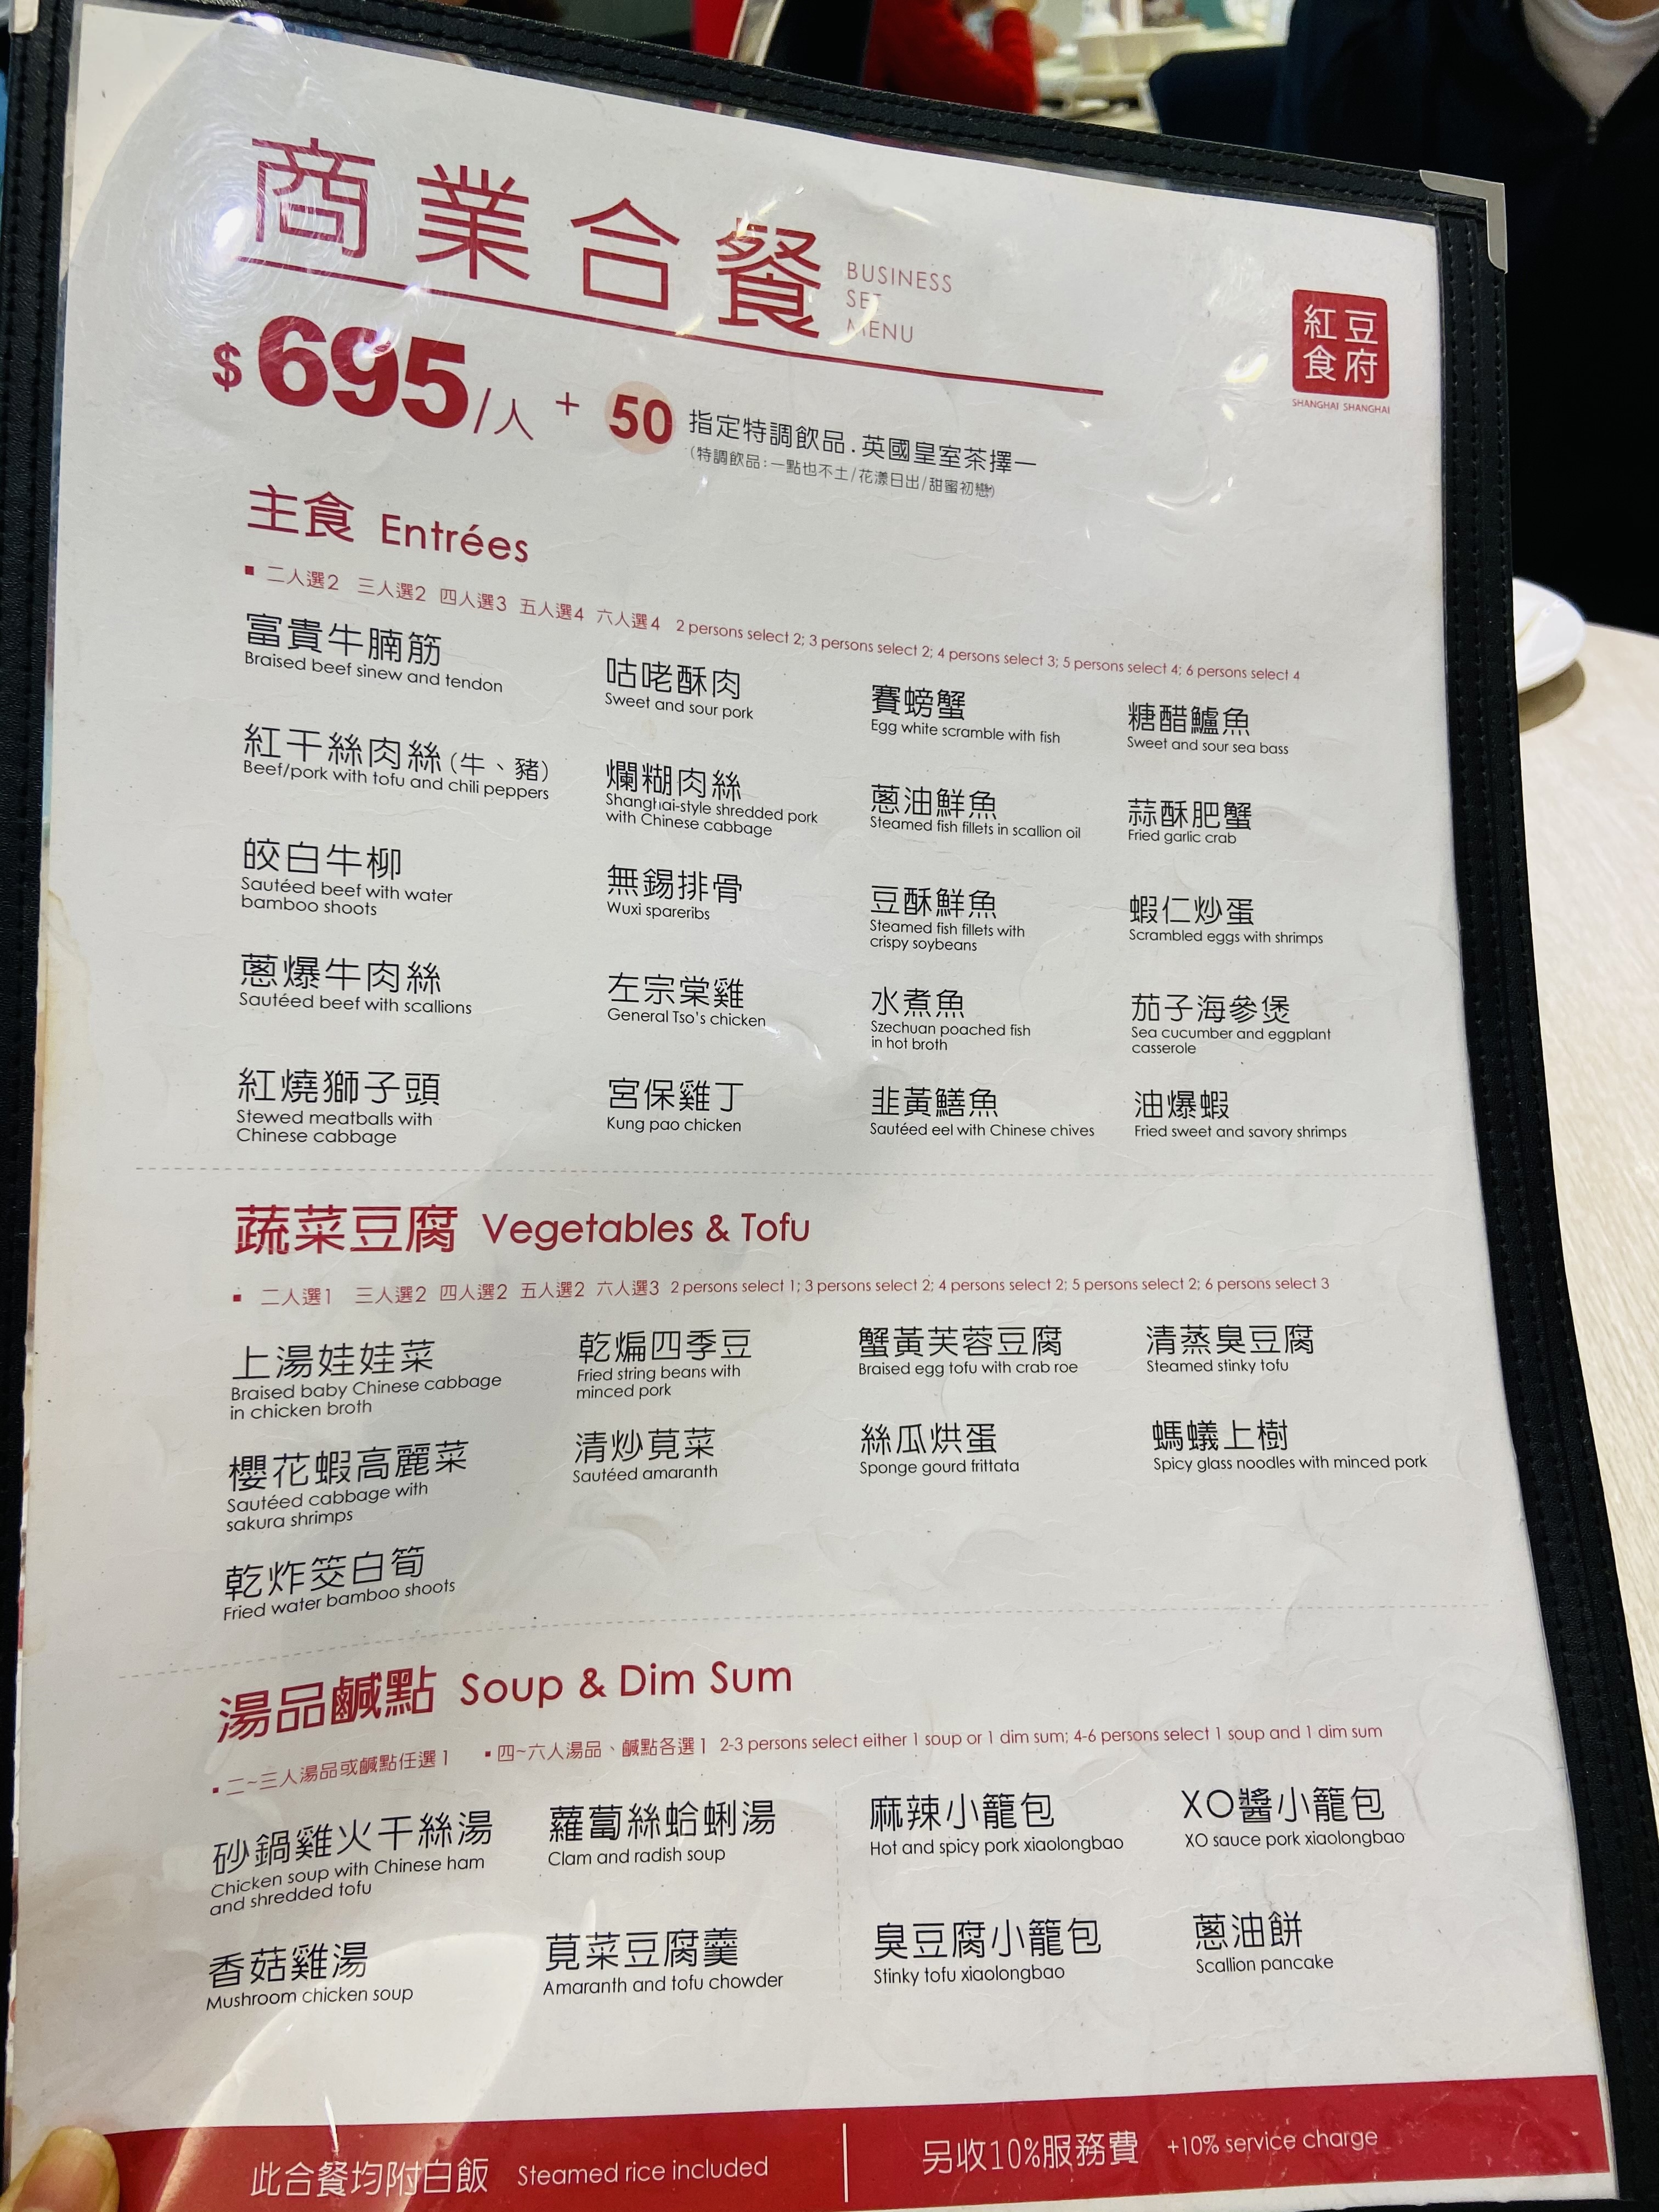 商業合餐
BUSINESS
SET
MENU
紅豆
食府
SHANGHAI SHANGHAI
$695/人 + 50 指定特調飲品.英國皇室茶擇一
(特調飲品:一點也不土/花漾日出/甜蜜初戀)
主食 Entrées
▪ 二人選2 三人選2 四人選3 五人選4 六人選4 2 persons select 2; 3 persons select 2; 4 persons select 3; 5 persons select 4; 6 persons select 4
富貴牛腩筋
Braised beef sinew and tendon
紅干絲肉絲(牛、豬)
Beef/pork with tofu and chili peppers
皎白牛柳
Sautéed beef with water
bamboo shoots
蔥爆牛肉絲
Sautéed beef with scallions
紅燒獅子頭
Stewed meatballs with
Chinese cabbage
咕咾酥肉
Sweet and sour pork
爛糊肉絲
Shanghai-style shredded pork
with Chinese cabbage
無錫排骨
Wuxi spareribs
左宗棠雞
General Tso's chicken
宮保雞丁
Kung pao chicken
賽螃蟹
Egg white scramble with fish
蔥油鮮魚
Steamed fish fillets in scallion oil
豆酥鮮魚
Steamed fish fillets with
crispy soybeans
水煮魚
Szechuan poached fish
in hot broth
韭黃鱔魚
Sautéed eel with Chinese chives
糖醋鱸魚
Sweet and sour sea bass
蒜酥肥蟹
Fried garlic crab
蝦仁炒蛋
Scrambled eggs with shrimps
茄子海參煲
Sea cucumber and eggplant
casserole
油爆蝦
Fried sweet and savory shrimps
蔬菜豆腐 Vegetables & Tofu
▪ 二人選1 三人選2 四人選2 五人選2 六人選3 2 persons select 1; 3 persons select 2; 4 persons select 2; 5 persons select 2; 6 persons select 3
上湯娃娃菜
Braised baby Chinese cabbage
in chicken broth
櫻花蝦高麗菜
Sautéed cabbage with
sakura shrimps
乾炸筊白筍
Fried water bamboo shoots
乾煸四季豆
Fried string beans with
minced pork
清炒莧菜
Sautéed amaranth
蟹黃芙蓉豆腐
Braised egg tofu with crab roe
絲瓜烘蛋
Sponge gourd frittata
清蒸臭豆腐
Steamed stinky tofu
螞蟻上樹
Spicy glass noodles with minced pork
湯品鹹點 Soup & Dim Sum
▪ 二~三人湯品或鹹點任選1 ▪ 四~六人湯品、鹹點各選1 2-3 persons select either 1 soup or 1 dim sum; 4-6 persons select 1 soup and 1 dim sum
砂鍋雞火干絲湯
Chicken soup with Chinese ham
and shredded tofu
香菇雞湯
Mushroom chicken soup
蘿蔔絲蛤蜊湯
Clam and radish soup
莧菜豆腐羹
Amaranth and tofu chowder
麻辣小籠包
Hot and spicy pork xiaolongbao
臭豆腐小籠包
Stinky tofu xiaolongbao
XO醬小籠包
XO sauce pork xiaolongbao
蔥油餅
Scallion pancake
此合餐均附白飯 Steamed rice included
另收10%服務費 +10% service charge